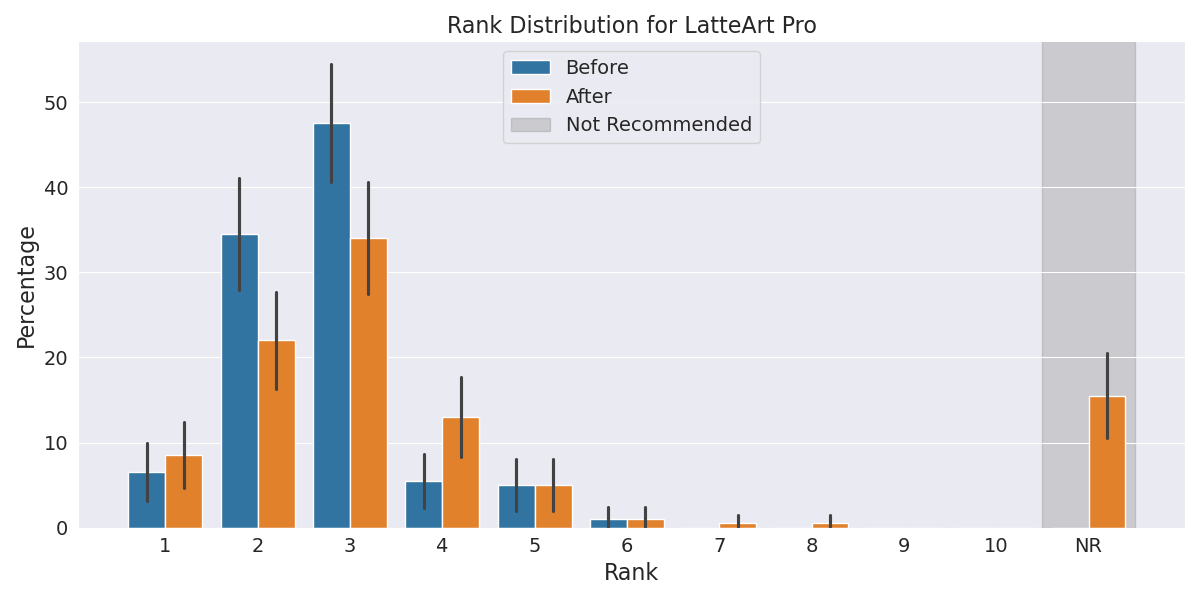 Rank Distribution for LatteArt Pro
Before
After
Not Recommended
Percentage
50
40
30
20
10
0
1 2 3 4 5 6 7 8 9 10 NR
Rank